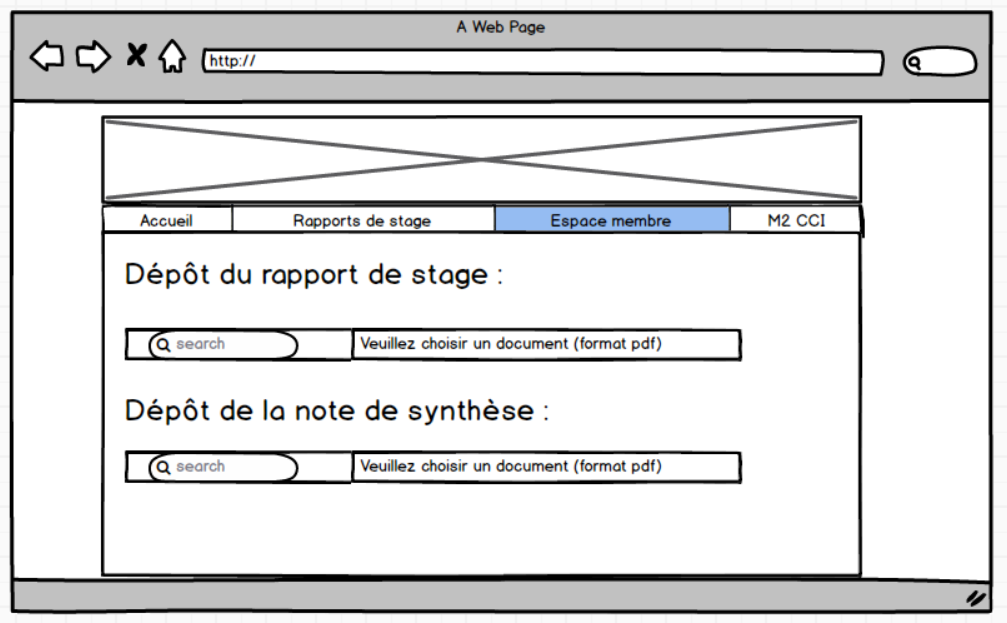 A Web Page
http://
Accueil Rapports de stage Espace membre M2 CCI
Dépôt du rapport de stage :
search Veuillez choisir un document (format pdf)
Dépôt de la note de synthèse :
search Veuillez choisir un document (format pdf)